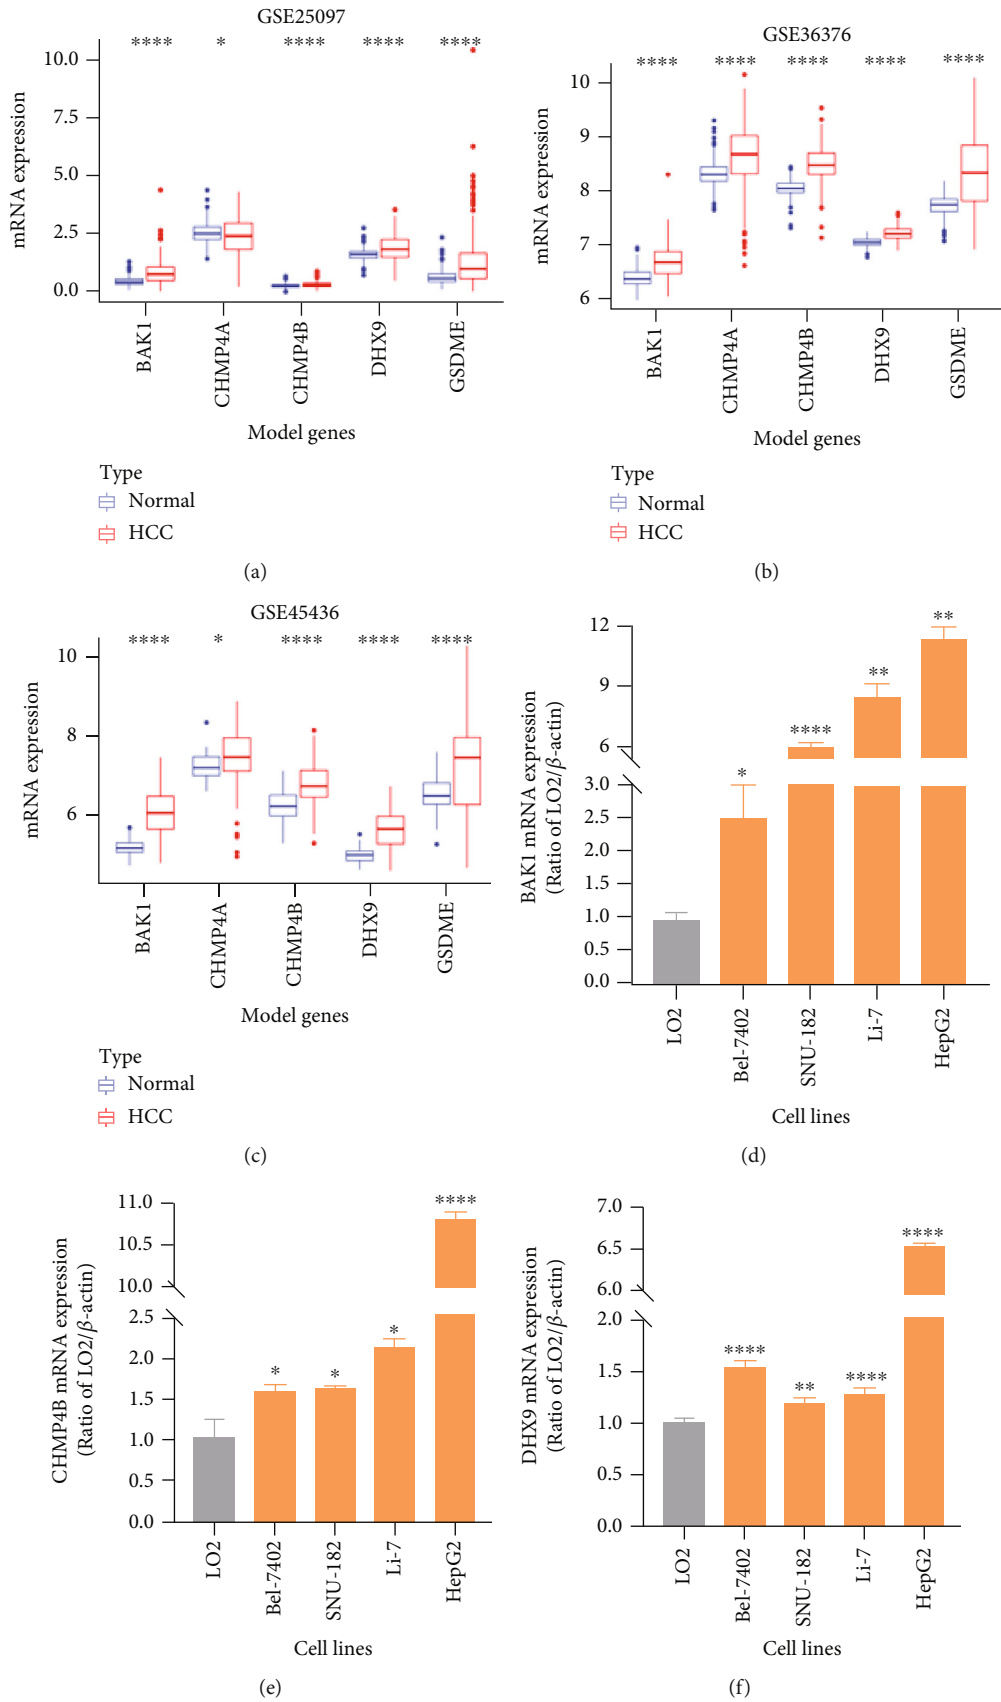 GSE25097
**** * **** **** ****
mRNA expression
10.0
7.5
5.0
2.5
0.0
BAK1
CHMP4A
CHMP4B
DHX9
GSDME
Model genes
Type
Normal
HCC
(a)
GSE36376
**** **** **** **** ****
mRNA expression
10
9
8
7
6
BAK1
CHMP4A
CHMP4B
DHX9
GSDME
Model genes
Type
Normal
HCC
(b)
GSE45436
**** * **** **** ****
mRNA expression
10
8
6
BAK1
CHMP4A
CHMP4B
DHX9
GSDME
Model genes
Type
Normal
HCC
(c)
BAK1 mRNA expression
(Ratio of LO2/β-actin)
12
9
6
3.0
2.5
2.0
1.5
1.0
0.5
0.0
*
****
**
**
LO2
Bel-7402
SNU-182
Li-7
HepG2
Cell lines
(d)
CHMP4B mRNA expression
(Ratio of LO2/β-actin)
11.0
10.5
10.0
2.5
2.0
1.5
1.0
0.5
0.0
*
*
*
****
LO2
Bel-7402
SNU-182
Li-7
HepG2
Cell lines
(e)
DHX9 mRNA expression
(Ratio of LO2/β-actin)
7.0
6.5
6.0
2.0
1.5
1.0
0.5
0.0
****
**
****
****
LO2
Bel-7402
SNU-182
Li-7
HepG2
Cell lines
(f)